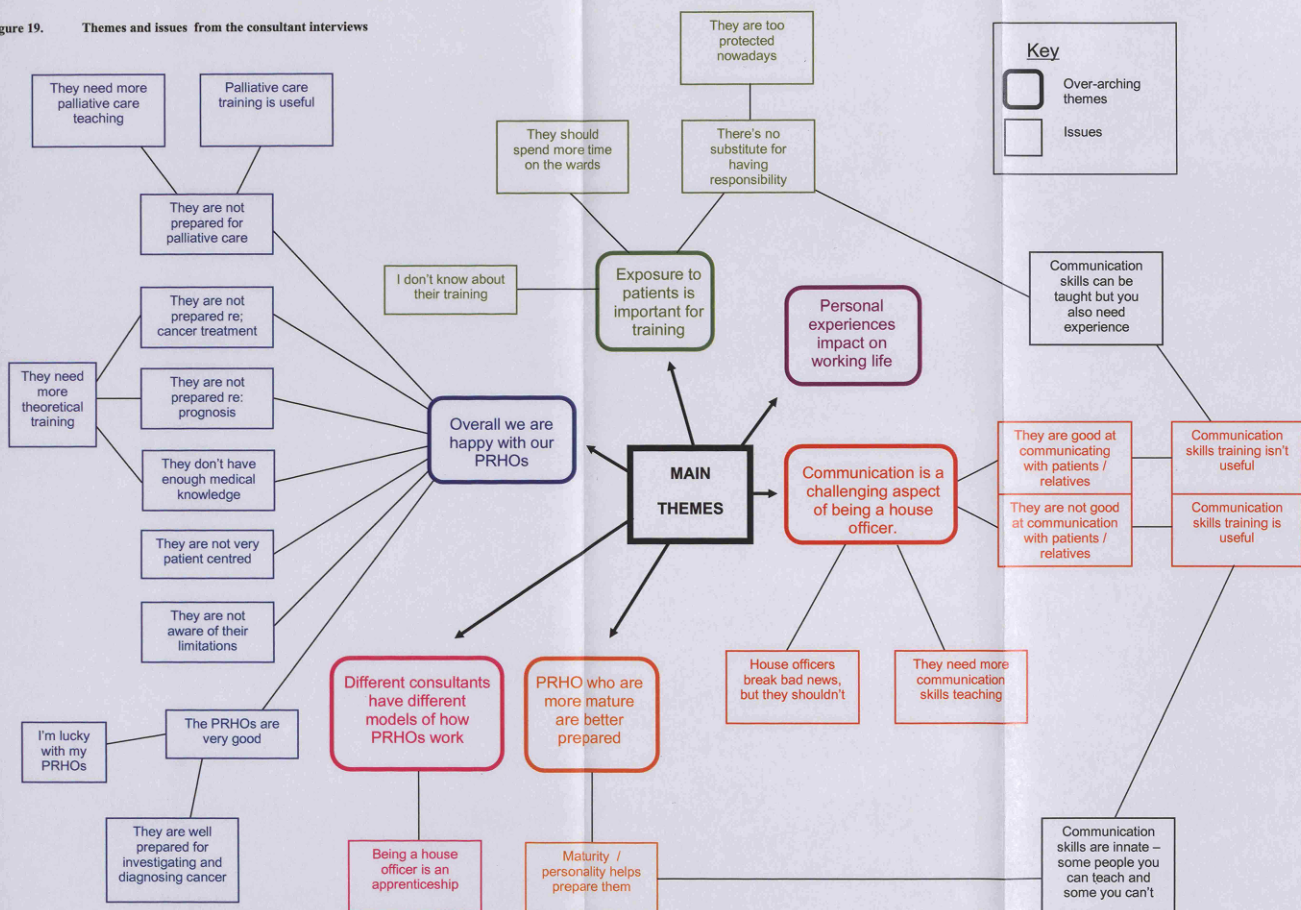 gure 19. Themes and issues from the consultant interviews
They are too
protected
nowadays
Key
Over-arching
themes
Issues
They need more
palliative care
teaching
Palliative care
training is useful
They should
spend more time
on the wards
There's no
substitute for
having
responsibility
They are not
prepared for
palliative care
I don't know about
their training
Exposure to
patients is
important for
training
Personal
experiences
impact on
working life
Communication
skills can be
taught but you
also need
experience
They are not
prepared re;
cancer treatment
They need
more
theoretical
training
They are not
prepared re:
prognosis
They don't have
enough medical
knowledge
Overall we are
happy with our
PRHOs
MAIN
THEMES
Communication is a
challenging aspect
of being a house
officer.
They are good at
communicating
with patients /
relatives
Communication
skills training isn't
useful
They are not good
at communication
with patients /
relatives
Communication
skills training is
useful
They are not very
patient centred
They are not
aware of their
limitations
House officers
break bad news,
but they shouldn't
They need more
communication
skills teaching
Different consultants
have different
models of how
PRHOs work
PRHO who are
more mature
are better
prepared
I'm lucky
with my
PRHOs
The PRHOs are
very good
They are well
prepared for
investigating and
diagnosing cancer
Being a house
officer is an
apprenticeship
Maturity /
personality helps
prepare them
Communication
skills are innate –
some people you
can teach and
some you can't